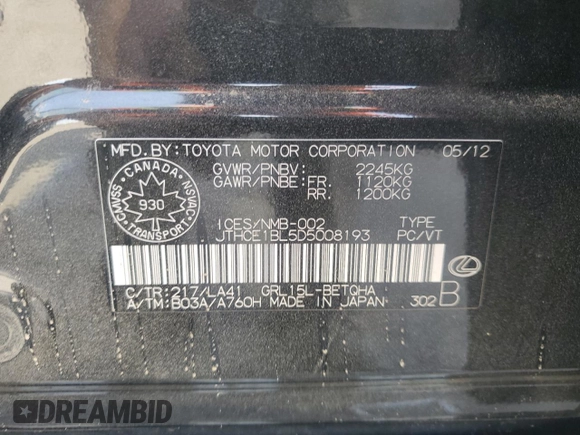 MFD. BY: TOYOTA MOTOR CORPORATION 05/12
GVWR/PNBV: 2245KG
GAWR/PNBE: FR. 1120KG
RR. 1200KG
CANADA
CMVSS NSVAC
930
TRANSPORT
ICES/NMB-002
JTHCE1BL5D5008193 TYPE PC/VT
C/TR: 217/LA41 GRL15L-BETQHA
A/TM: B03A/A760H MADE IN JAPAN 302 B
DREAMBID